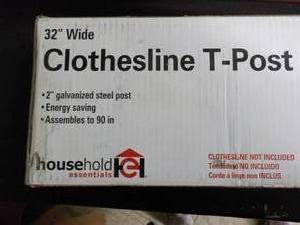 32" Wide
Clothesline T-Post
• 2" galvanized steel post
• Energy saving
• Assembles to 90 in
household
essentials
CLOTHESLINE NOT INCLUDED
NO INCLUIDO
Corde à linge non INCLUS